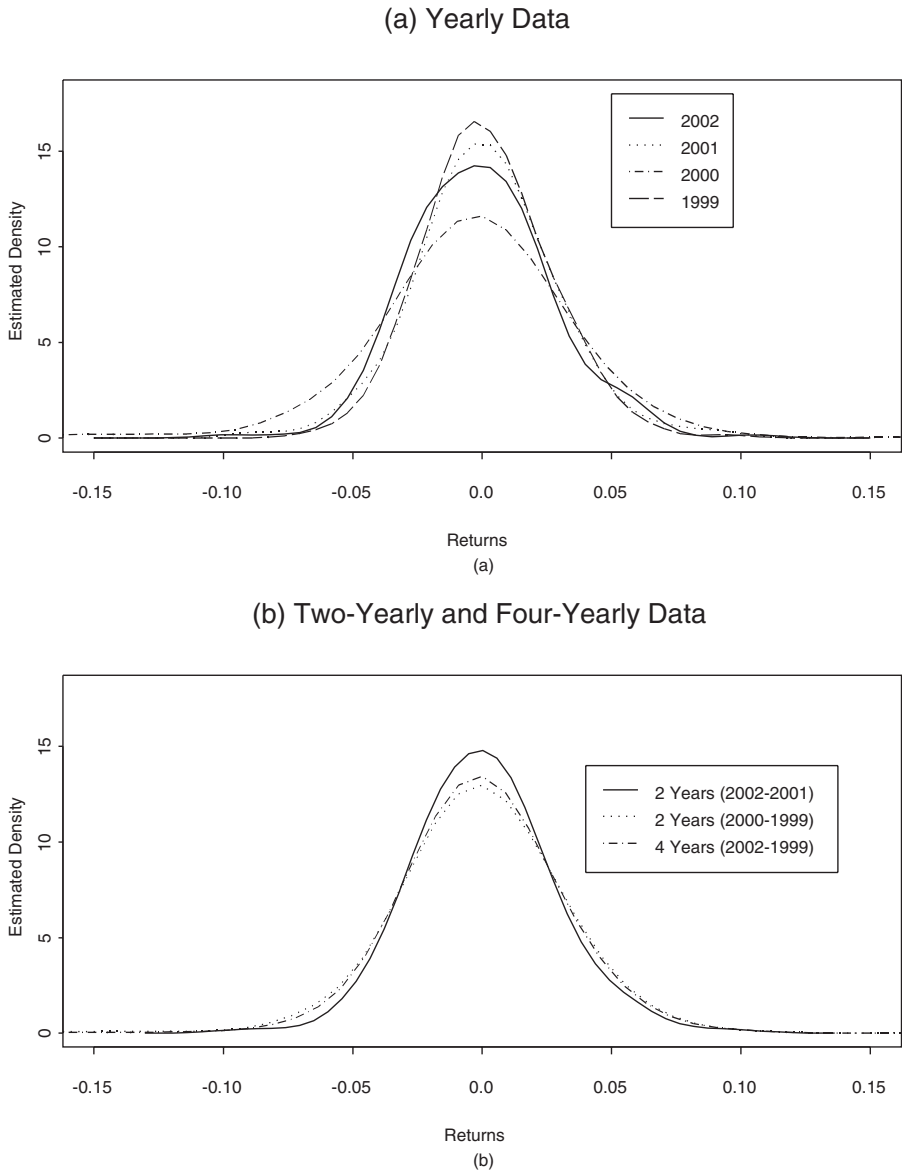 (a) Yearly Data
2002
2001
2000
1999
15
10
5
0
Estimated Density
-0.15 -0.10 -0.05 0.0 0.05 0.10 0.15
Returns
(a)
(b) Two-Yearly and Four-Yearly Data
2 Years (2002-2001)
2 Years (2000-1999)
4 Years (2002-1999)
15
10
5
0
Estimated Density
-0.15 -0.10 -0.05 0.0 0.05 0.10 0.15
Returns
(b)